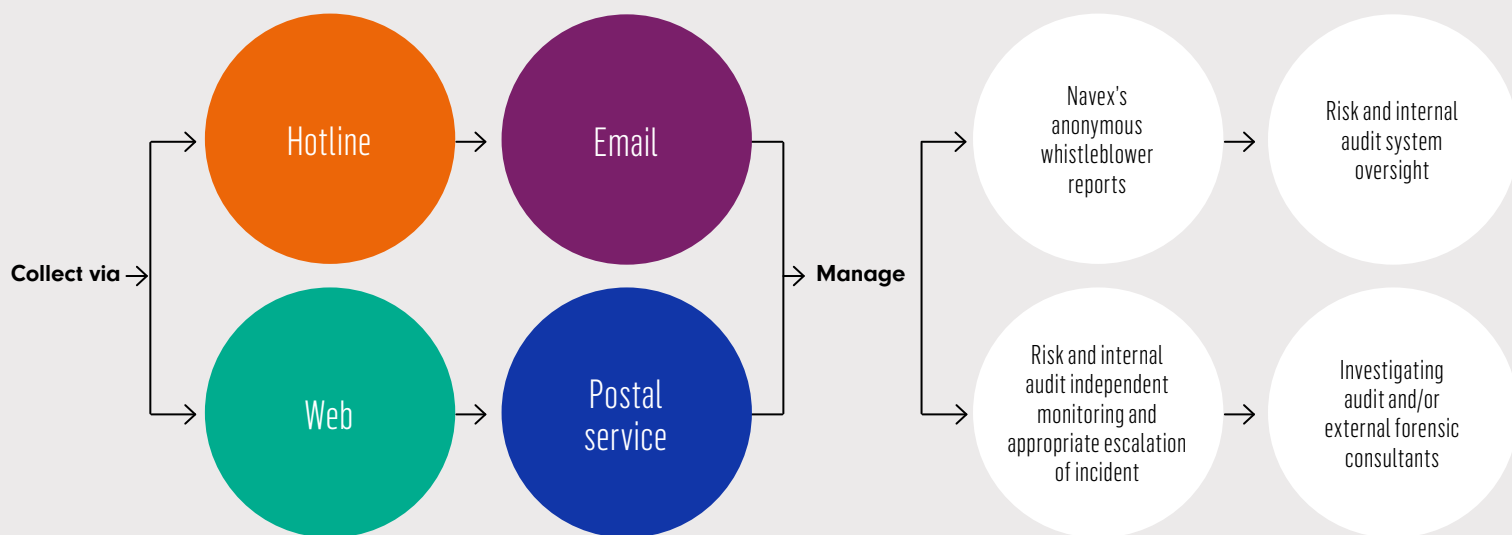 Collect via
Hotline
Email
Web
Postal
service
Manage
Navex's
anonymous
whistleblower
reports
Risk and internal
audit system
oversight
Risk and internal
audit independent
monitoring and
appropriate escalation
of incident
Investigating
audit and/or
external forensic
consultants